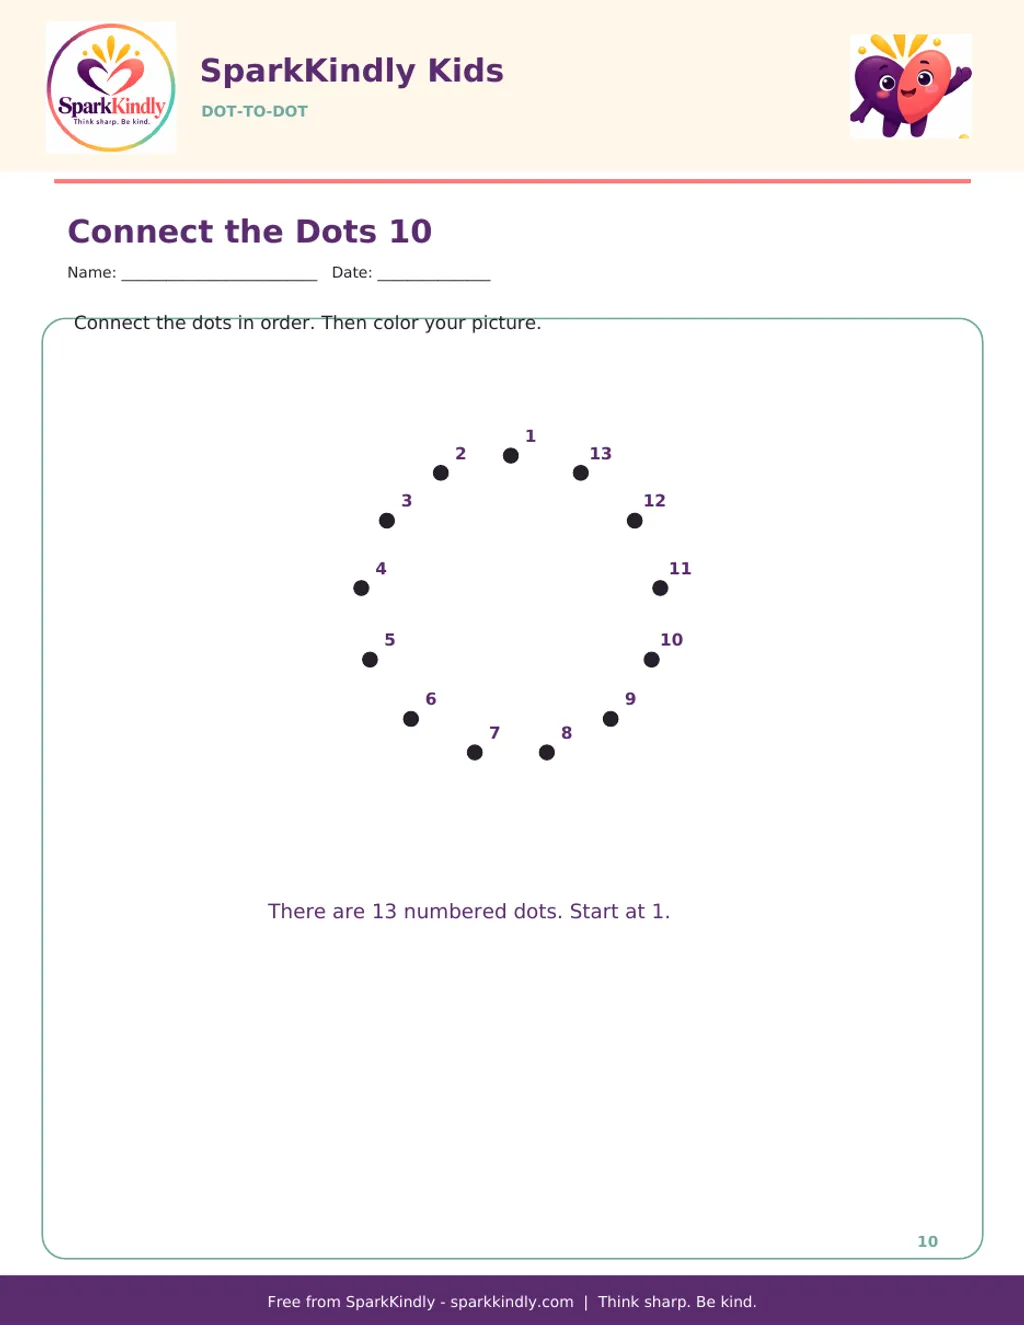 SparkKindly
Think sharp. Be kind.
SparkKindly Kids
DOT-TO-DOT
Connect the Dots 10
Name: __________________________ Date: _______________
Connect the dots in order. Then color your picture.
1
2
13
3
12
4
11
5
10
6
9
7
8
There are 13 numbered dots. Start at 1.
10
Free from SparkKindly - sparkkindly.com | Think sharp. Be kind.